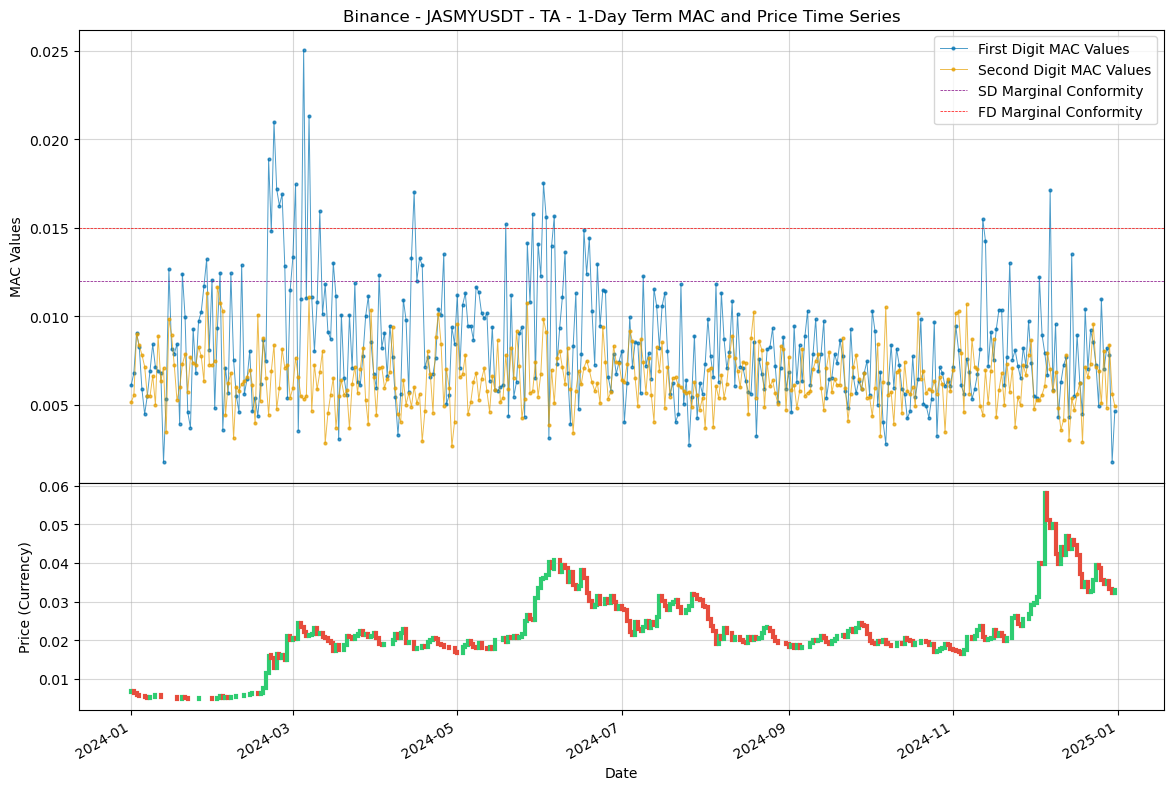 Binance - JASMYUSDT - TA - 1-Day Term MAC and Price Time Series
First Digit MAC Values
Second Digit MAC Values
SD Marginal Conformity
FD Marginal Conformity
MAC Values
0.025
0.020
0.015
0.010
0.005
Price (Currency)
0.06
0.05
0.04
0.03
0.02
0.01
2024-01
2024-03
2024-05
2024-07
2024-09
2024-11
2025-01
Date